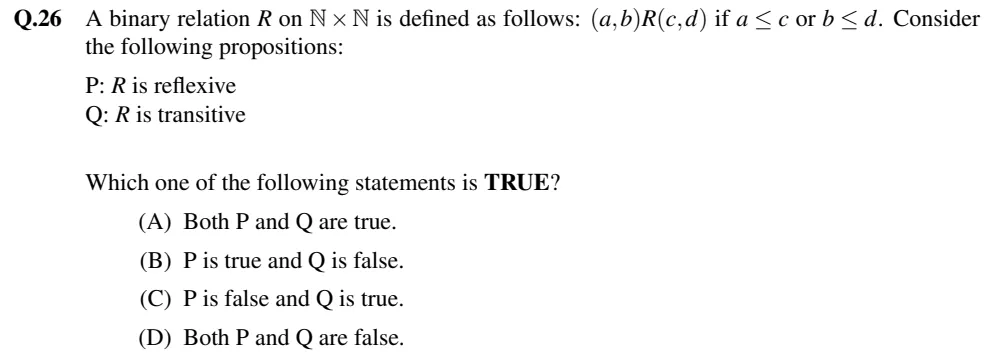 Q.26 A binary relation R on ℕ × ℕ is defined as follows: (a,b)R(c,d) if a ≤ c or b ≤ d. Consider
the following propositions:
P: R is reflexive
Q: R is transitive
Which one of the following statements is TRUE?
(A) Both P and Q are true.
(B) P is true and Q is false.
(C) P is false and Q is true.
(D) Both P and Q are false.